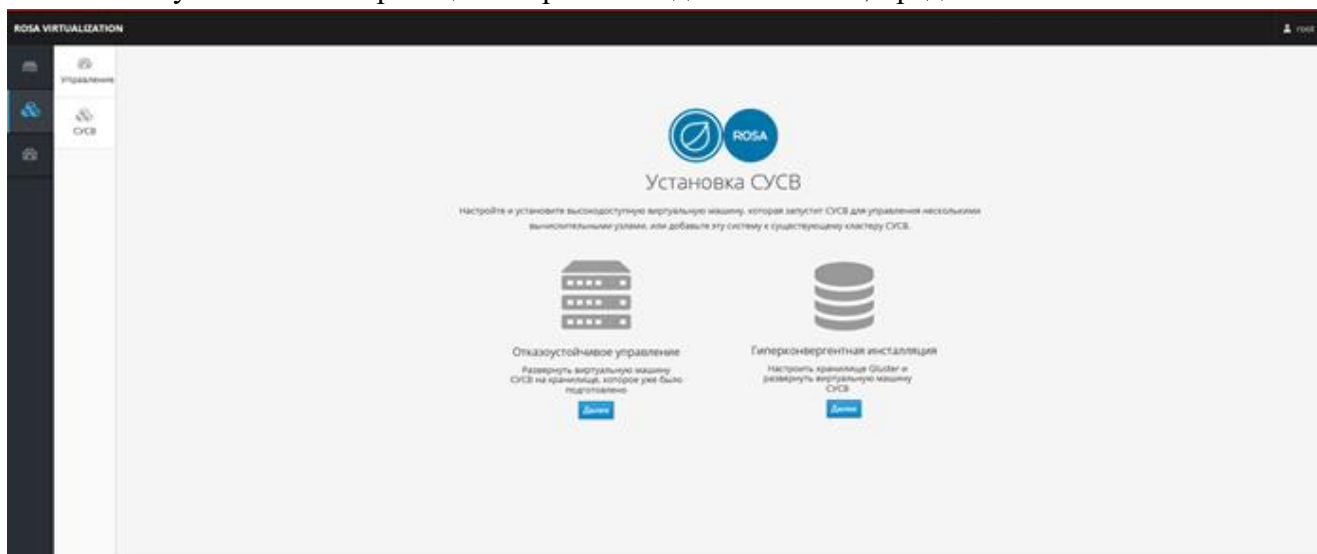 ROSA VIRTUALIZATION
root
Управление
СУСВ
ROSA
Установка СУСВ
Настройте и установите высокодоступную виртуальную машину, которая запустит СУСВ для управления несколькими
вычислительными узлами, или добавьте эту систему к существующему кластеру СУСВ.
Отказоустойчивое управление
Развернуть виртуальную машину
СУСВ на хранилище, которое уже было
подготовлено
Далее
Гиперконвергентная инсталляция
Настроить хранилище Gluster и
развернуть виртуальную машину
СУСВ
Далее